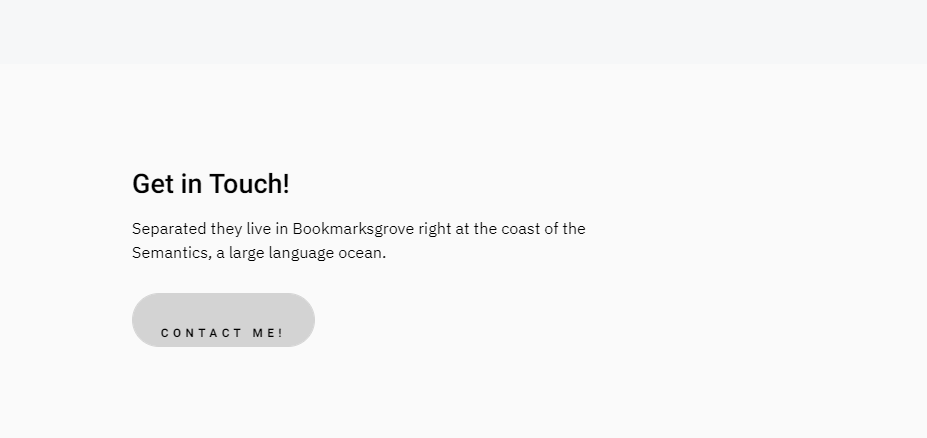 Get in Touch!
Separated they live in Bookmarksgrove right at the coast of the
Semantics, a large language ocean.
CONTACT ME!